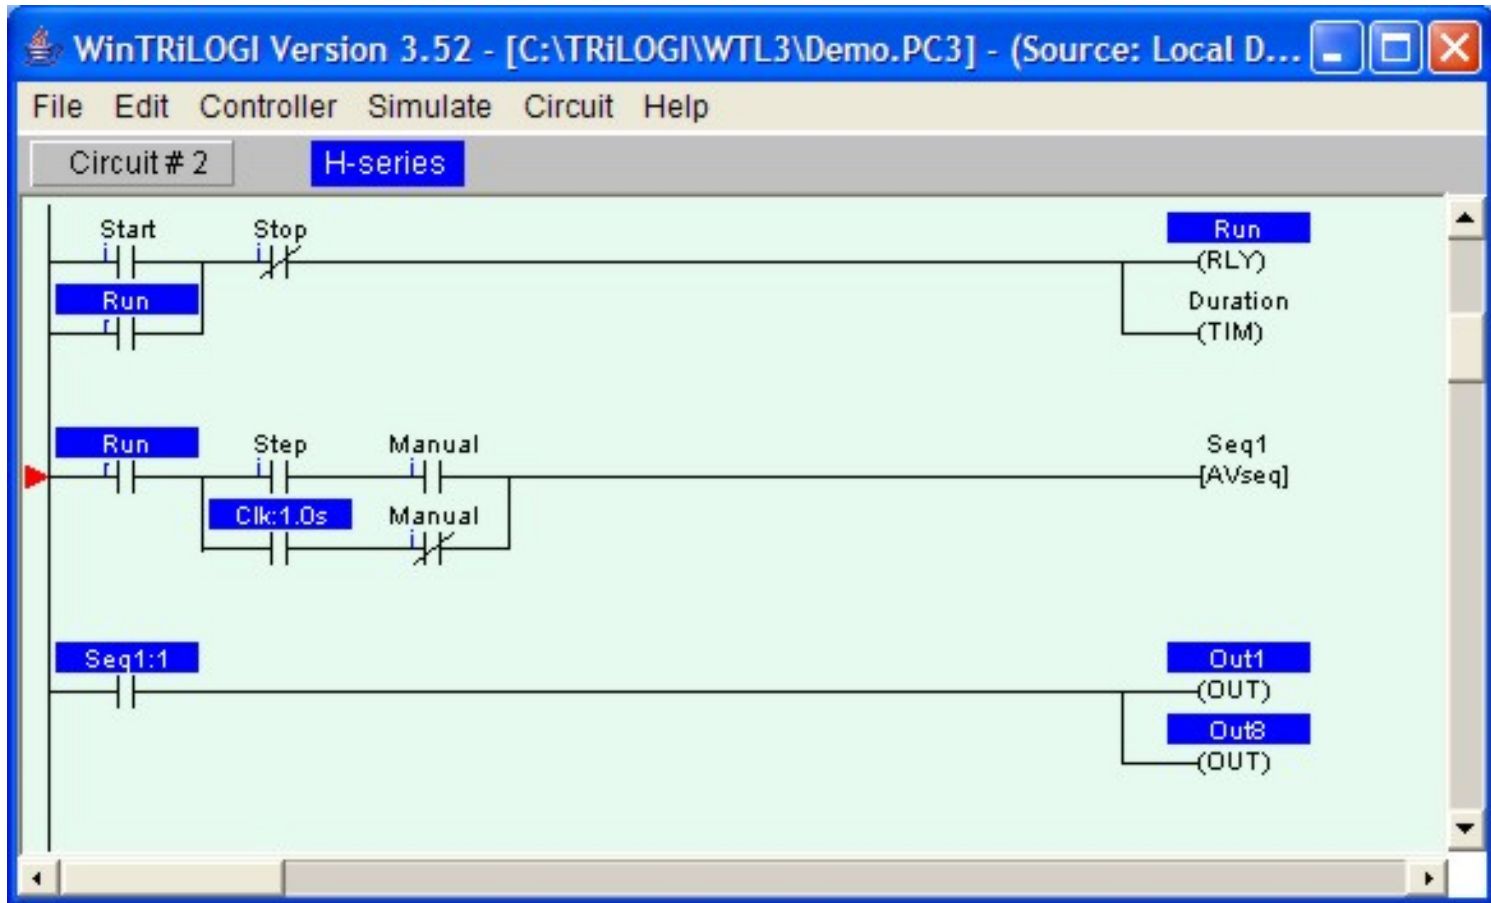 WinTRiLOGI Version 3.52 - [C:\TRiLOGI\WTL3\Demo.PC3] - (Source: Local D...
File Edit Controller Simulate Circuit Help
Circuit # 2 H-series
Start Stop Run
i i (RLY)
Run Duration
r (TIM)
Run Step Manual Seq1
r i i [AVseq]
Clk:1.0s Manual
i
Seq1:1 Out1
(OUT)
Out8
(OUT)